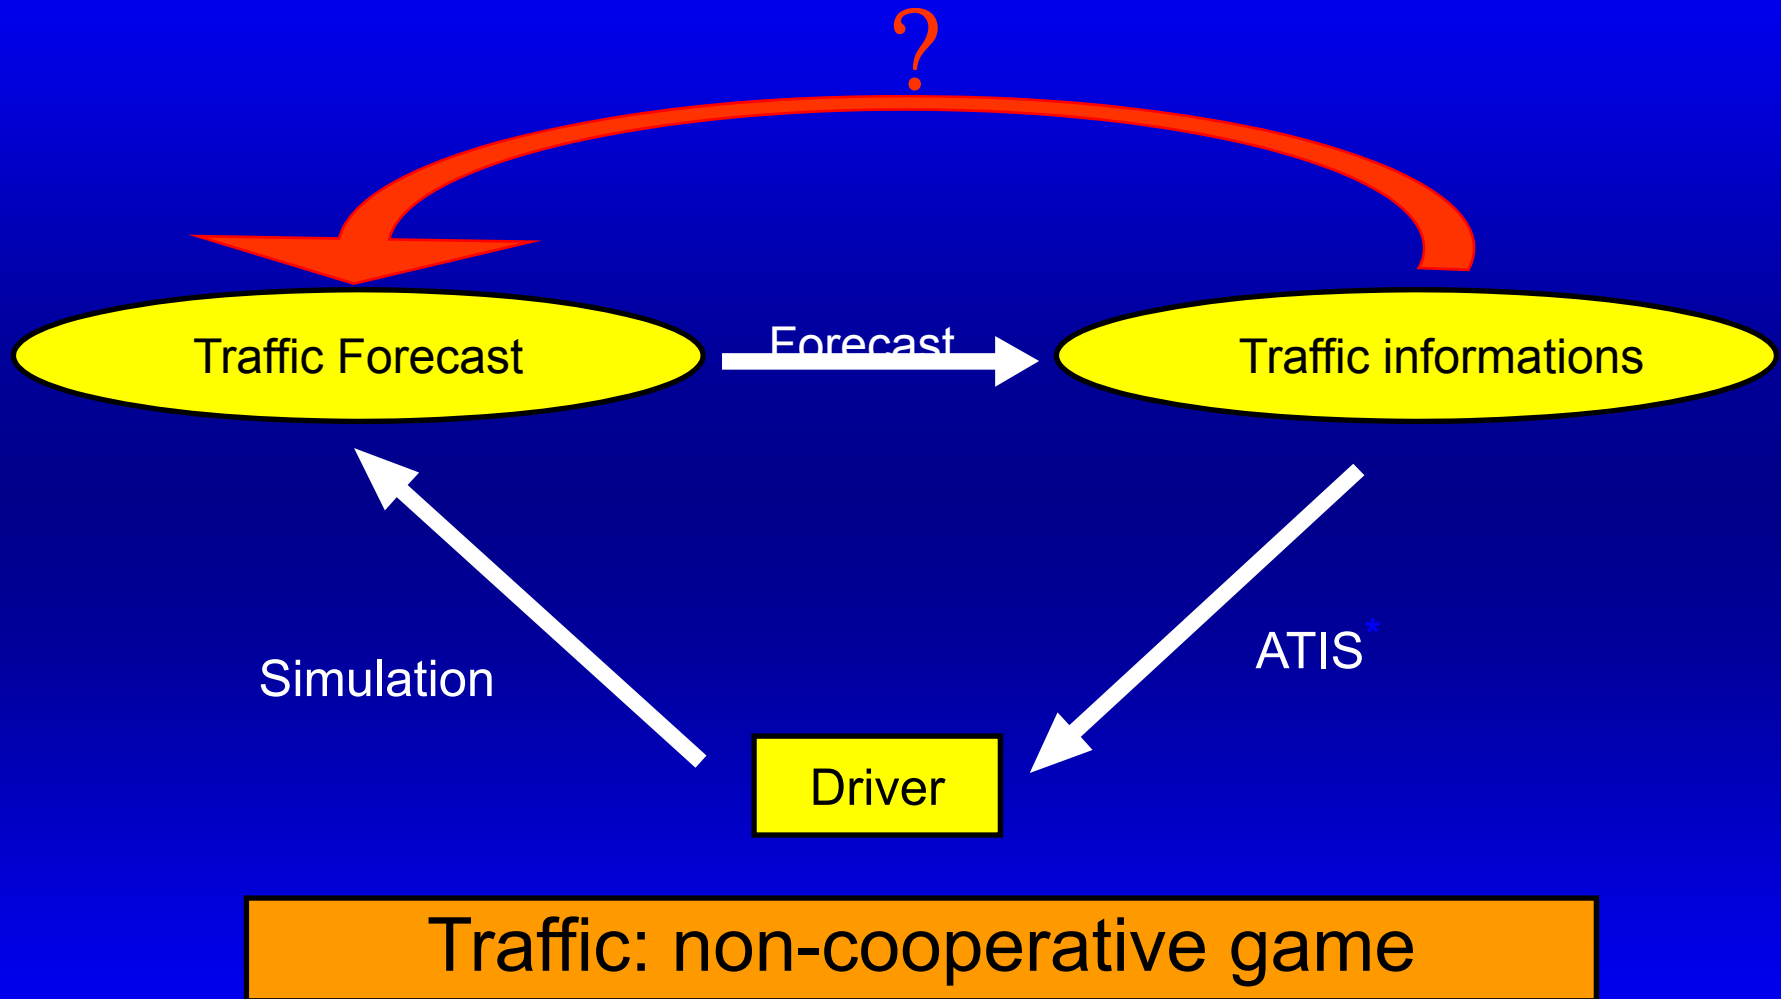 ?
Traffic Forecast
Forecast
Traffic informations
Simulation
ATIS*
Driver
Traffic: non-cooperative game